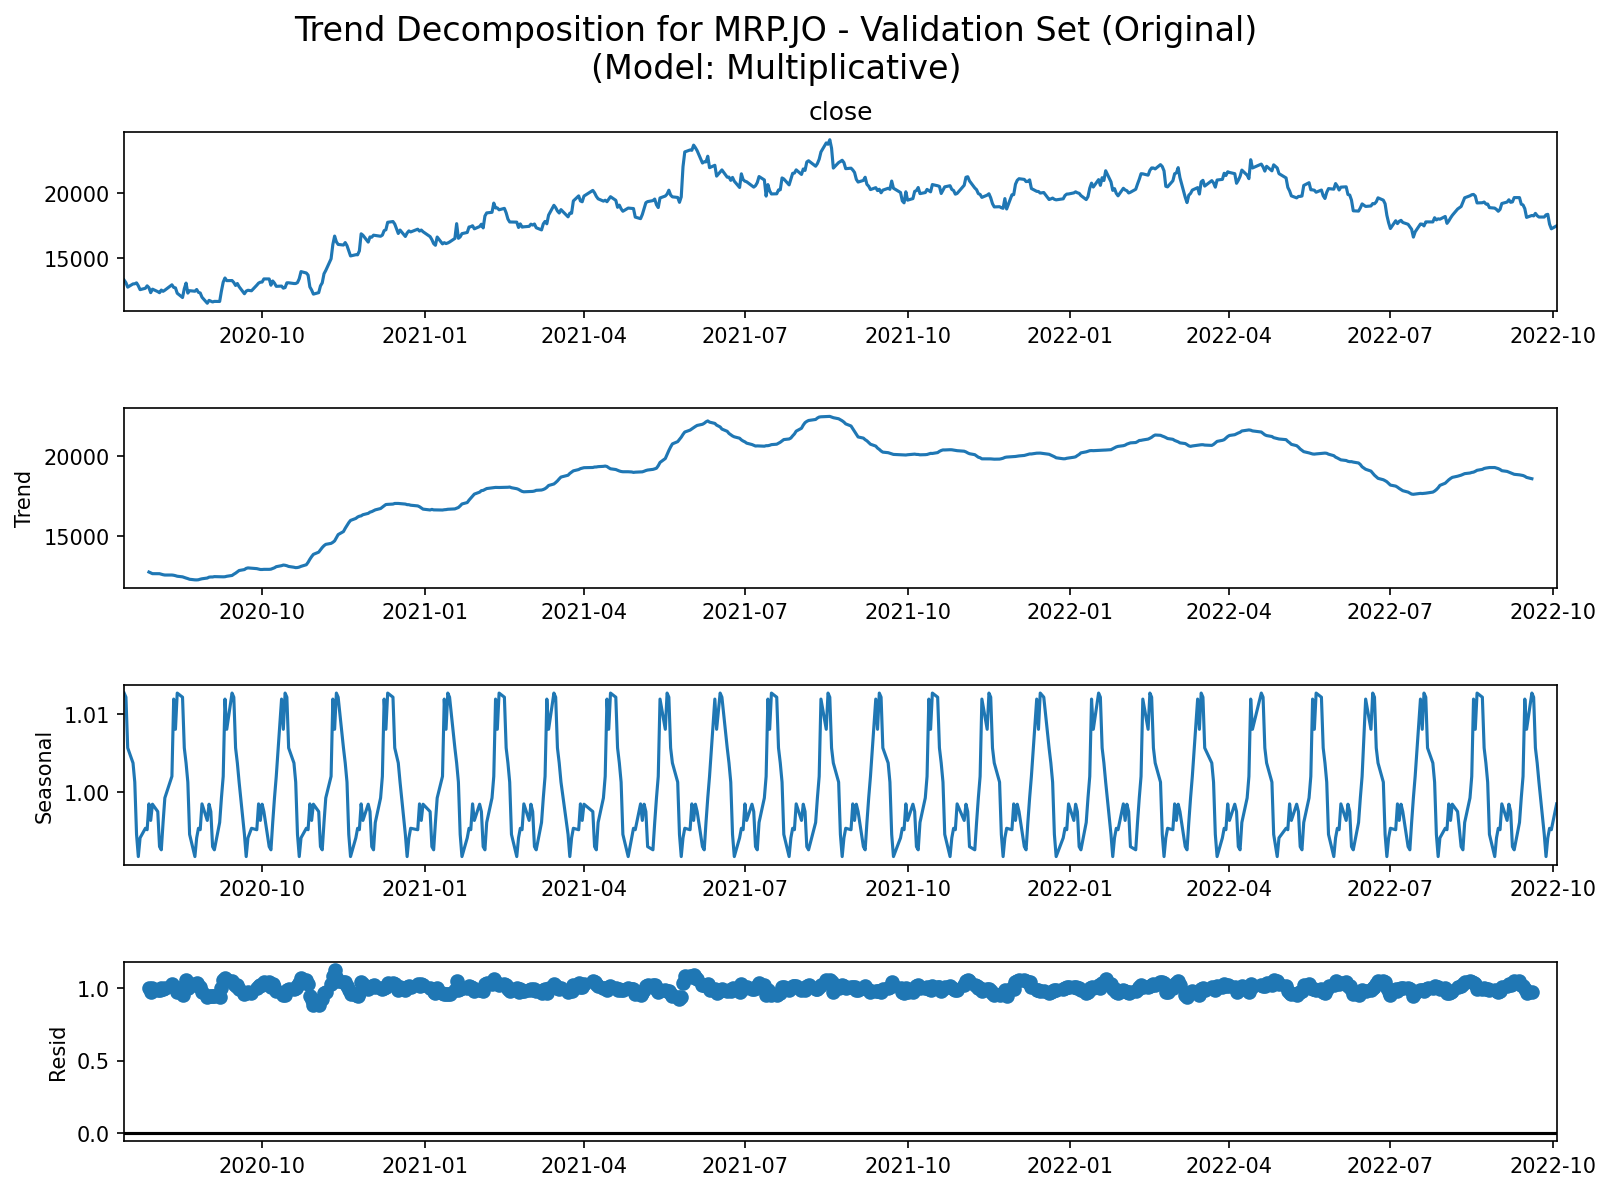 Trend Decomposition for MRP.JO - Validation Set (Original)
(Model: Multiplicative)
close
20000
15000
2020-10 2021-01 2021-04 2021-07 2021-10 2022-01 2022-04 2022-07 2022-10
Trend
20000
15000
2020-10 2021-01 2021-04 2021-07 2021-10 2022-01 2022-04 2022-07 2022-10
Seasonal
1.01
1.00
2020-10 2021-01 2021-04 2021-07 2021-10 2022-01 2022-04 2022-07 2022-10
Resid
1.0
0.5
0.0
2020-10 2021-01 2021-04 2021-07 2021-10 2022-01 2022-04 2022-07 2022-10